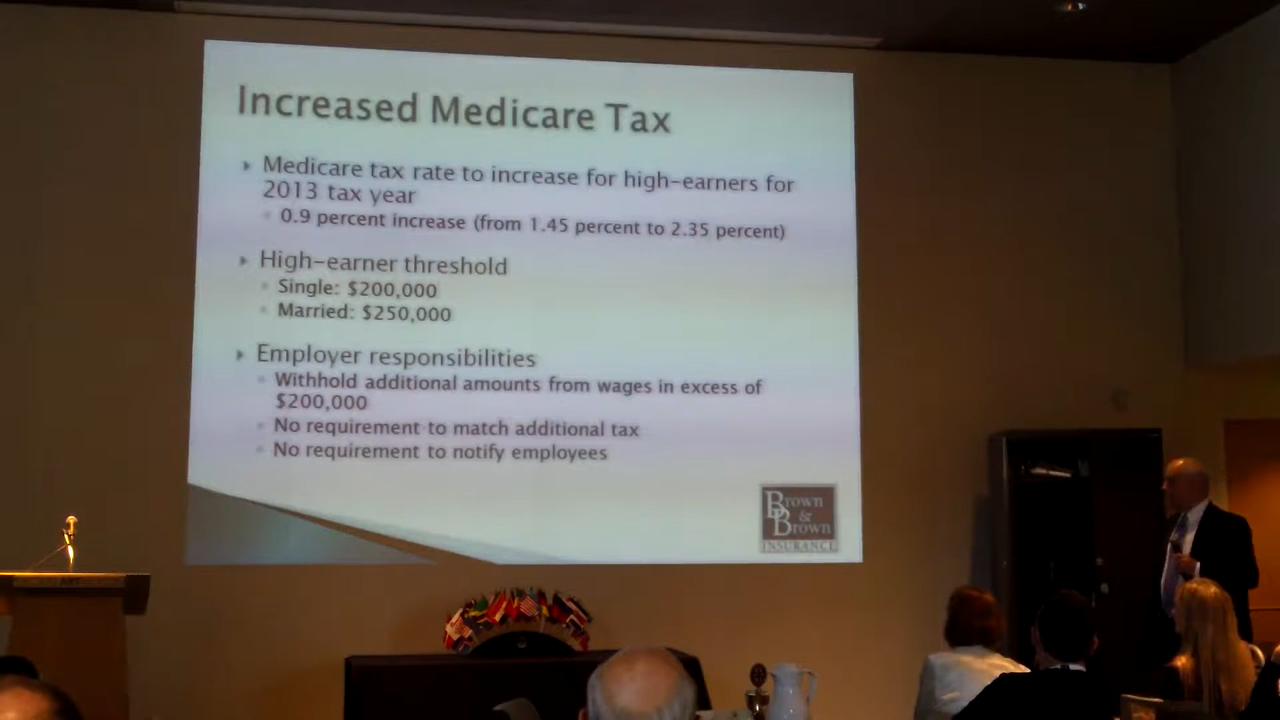 Increased Medicare Tax
Medicare tax rate to increase for high-earners for
2013 tax year
0.9 percent increase (from 1.45 percent to 2.35 percent)
High-earner threshold
Single: $200,000
Married: $250,000
Employer responsibilities
Withhold additional amounts from wages in excess of
$200,000
No requirement to match additional tax
No requirement to notify employees
Brown
&
Brown
INSURANCE